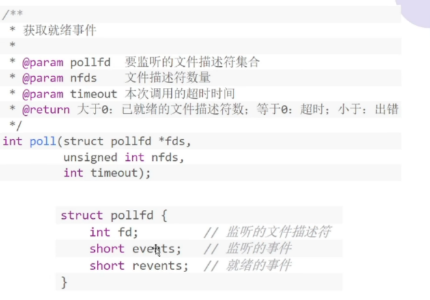 /**
 * 获取就绪事件
 *
 * @param pollfd 要监听的文件描述符集合
 * @param nfds 文件描述符数量
 * @param timeout 本次调用的超时时间
 * @return 大于0：已就绪的文件描述符数；等于0：超时；小于：出错
 */
int poll(struct pollfd *fds,
unsigned int nfds,
int timeout);
struct pollfd {
int fd; // 监听的文件描述符
short events; // 监听的事件
short revents; // 就绪的事件
}